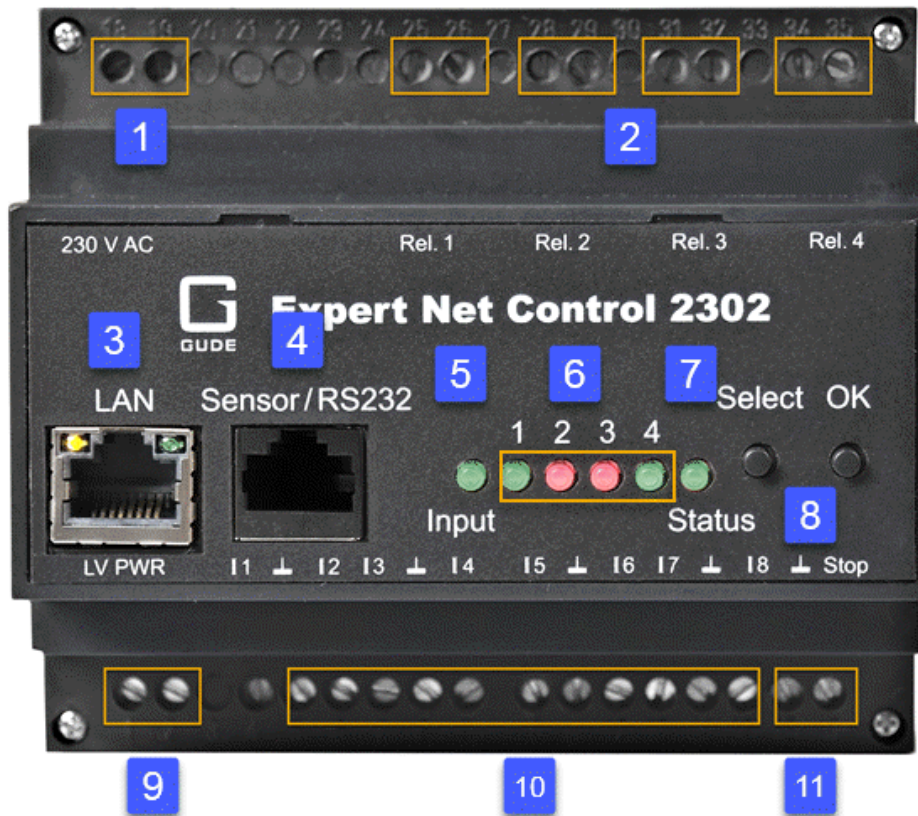 18 19 20 21 22 23 24 25 26 27 28 29 30 31 32 33 34 35
1 2
230 V AC Rel. 1 Rel. 2 Rel. 3 Rel. 4
G Expert Net Control 2302
GUDE
3 4 5 6 7
LAN Sensor/RS232 Select OK
1 2 3 4
Input Status 8
LV PWR I1 ⊥ I2 I3 ⊥ I4 I5 ⊥ I6 I7 ⊥ I8 ⊥ Stop
9 10 11